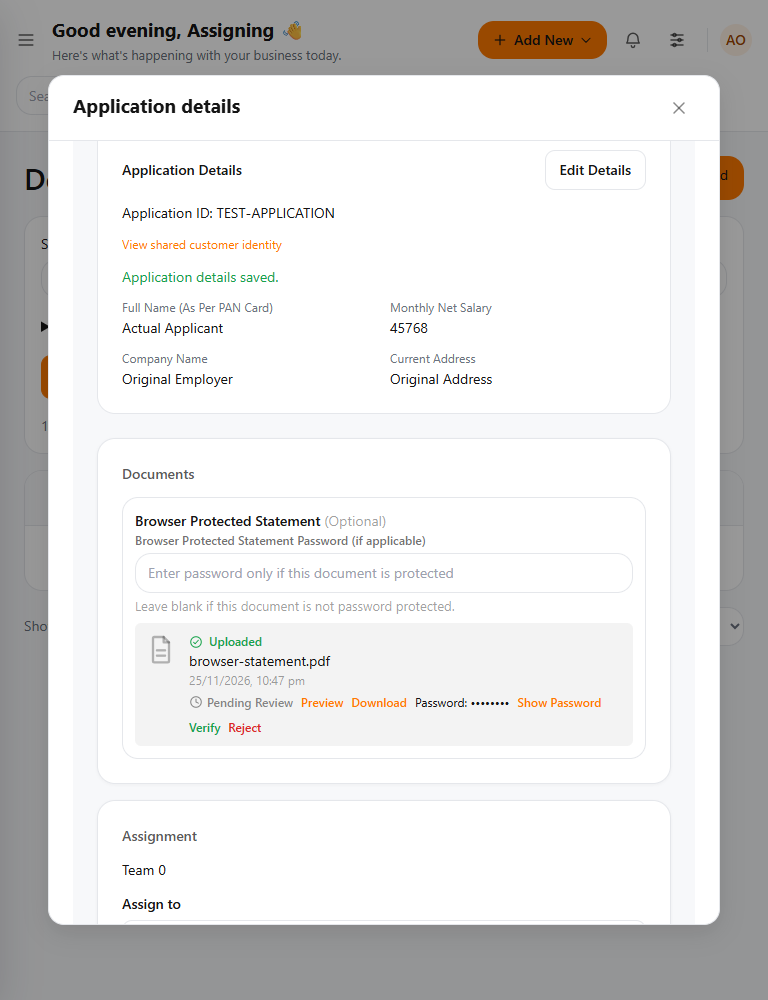 Good evening, Assigning 👋
Here's what's happening with your business today.
+ Add New
AO
Sea
Application details
De
d
S
Application Details
Edit Details
Application ID: TEST-APPLICATION
View shared customer identity
Application details saved.
Full Name (As Per PAN Card)
Monthly Net Salary
Actual Applicant
45768
Company Name
Current Address
Original Employer
Original Address
1
Documents
Browser Protected Statement (Optional)
Browser Protected Statement Password (if applicable)
Enter password only if this document is protected
Leave blank if this document is not password protected.
Sho
Uploaded
browser-statement.pdf
25/11/2026, 10:47 pm
Pending Review Preview Download Password: •••••••• Show Password
Verify Reject
Assignment
Team 0
Assign to